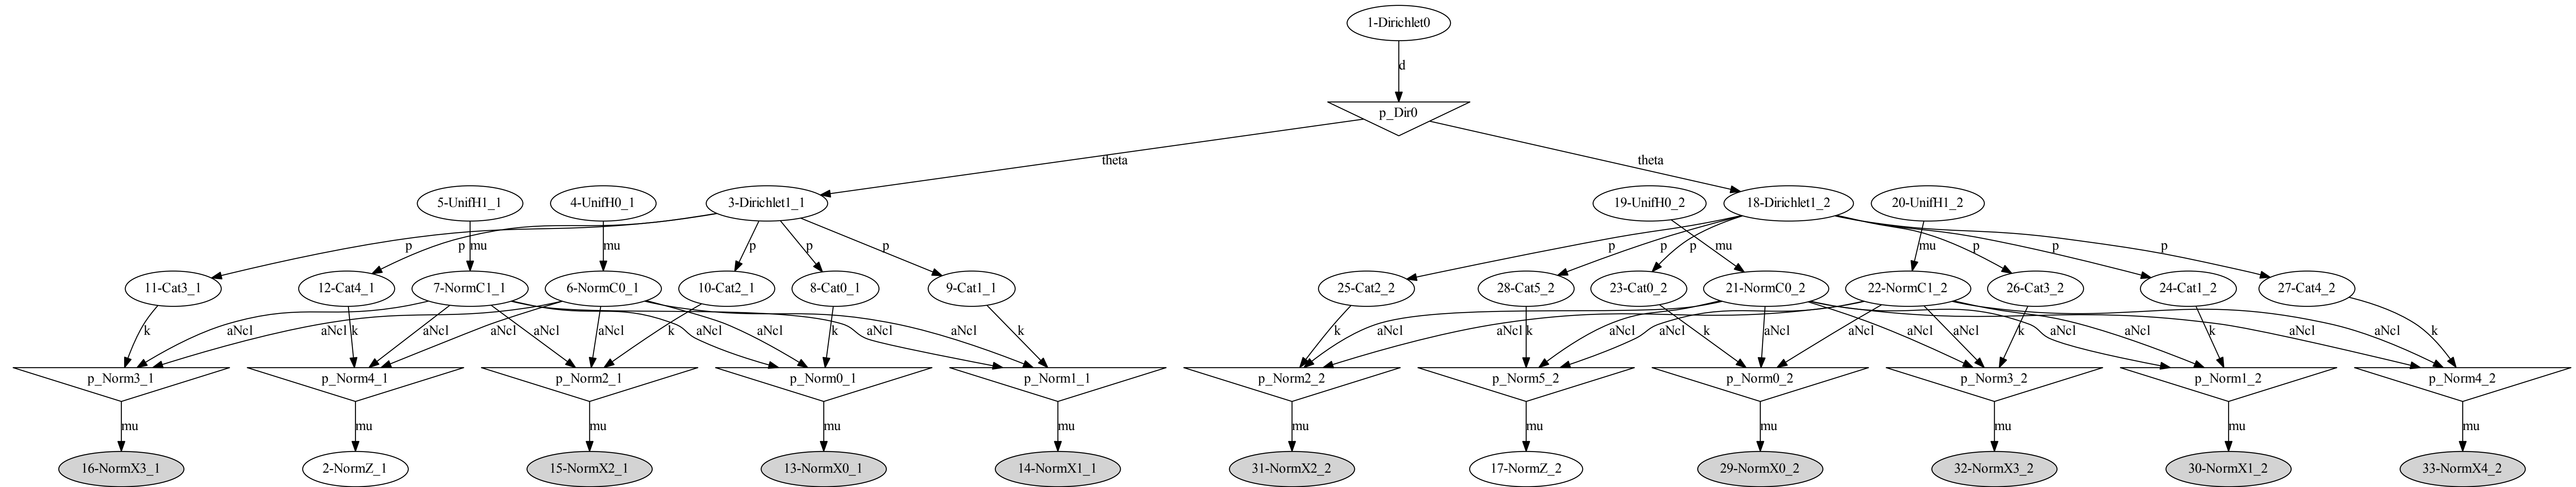 1-Dirichlet0
d
p_Dir0
theta theta
5-UnifH1_1 4-UnifH0_1 3-Dirichlet1_1 19-UnifH0_2 18-Dirichlet1_2 20-UnifH1_2
p p mu mu p p p p p p mu mu p p p
11-Cat3_1 12-Cat4_1 7-NormC1_1 6-NormC0_1 10-Cat2_1 8-Cat0_1 9-Cat1_1 25-Cat2_2 28-Cat5_2 23-Cat0_2 21-NormC0_2 22-NormC1_2 26-Cat3_2 24-Cat1_2 27-Cat4_2
k aNcl aNcl k aNcl aNcl aNcl aNcl k aNcl aNcl k aNcl aNcl k k aNcl aNcl k aNcl aNcl k aNcl aNcl aNcl aNcl k aNcl aNcl k aNcl aNcl k
p_Norm3_1 p_Norm4_1 p_Norm2_1 p_Norm0_1 p_Norm1_1 p_Norm2_2 p_Norm5_2 p_Norm0_2 p_Norm3_2 p_Norm1_2 p_Norm4_2
mu mu mu mu mu mu mu mu mu mu mu
16-NormX3_1 2-NormZ_1 15-NormX2_1 13-NormX0_1 14-NormX1_1 31-NormX2_2 17-NormZ_2 29-NormX0_2 32-NormX3_2 30-NormX1_2 33-NormX4_2